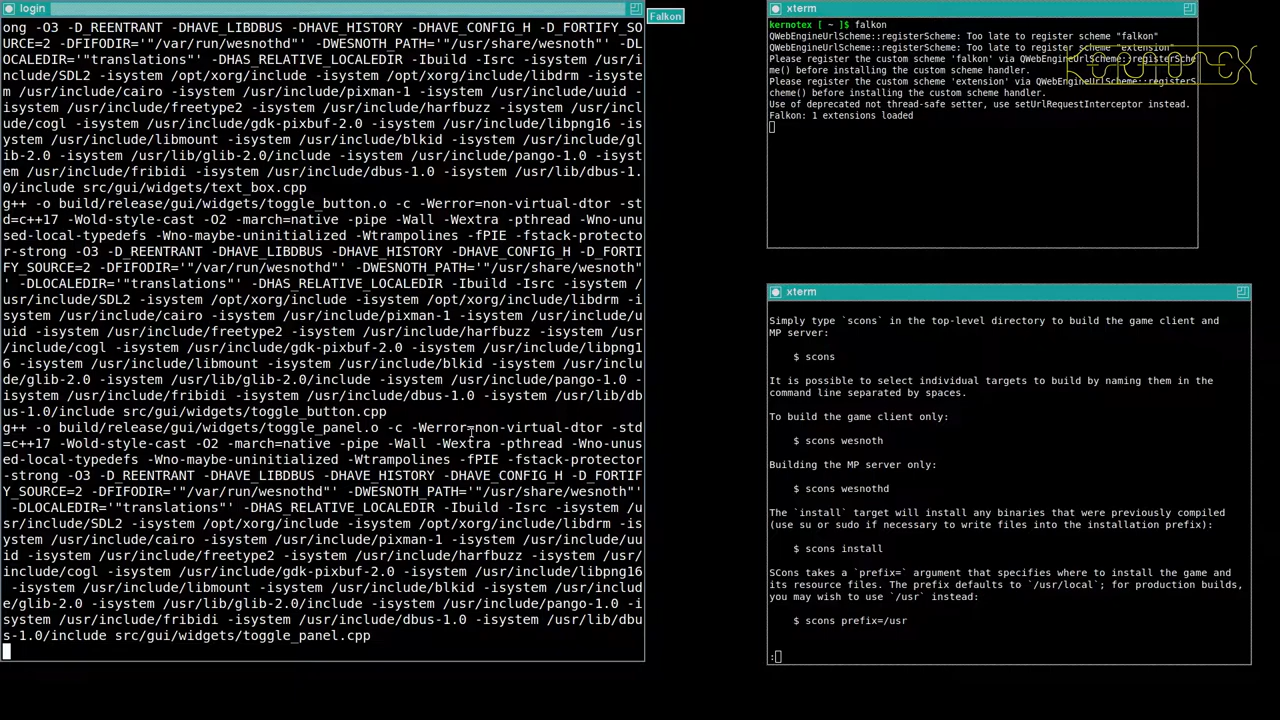 login
ong -O3 -D_REENTRANT -DHAVE_LIBDBUS -DHAVE_HISTORY -DHAVE_CONFIG_H -D_FORTIFY_SO
URCE=2 -DFIFODIR='"/var/run/wesnothd"' -DWESNOTH_PATH='"/usr/share/wesnoth"' -DL
OCALEDIR='"translations"' -DHAS_RELATIVE_LOCALEDIR -Ibuild -Isrc -isystem /usr/i
nclude/SDL2 -isystem /opt/xorg/include -isystem /usr/include/libdrm -isystem /us
r/include/cairo -isystem /usr/include/pixman-1 -isystem /usr/include/uuid -isyst
em /usr/include/freetype2 -isystem /usr/include/harfbuzz -isystem /usr/include/
ude/cogl -isystem /usr/include/gdk-pixbuf-2.0 -isystem /usr/include/libpng16 -is
ystem /usr/include/libmount -isystem /usr/include/blkid -isystem /usr/include/gl
ib-2.0 -isystem /usr/lib/glib-2.0/include -isystem /usr/include/pango-1.0 -isyst
em /usr/include/fribidi -isystem /usr/include/dbus-1.0 -isystem /usr/lib/dbus-1.
0/include src/gui/widgets/text_box.cpp
g++ -o build/release/gui/widgets/toggle_button.o -c -Werror=non-virtual-dtor -st
d=c++17 -Wold-style-cast -O2 -march=native -pipe -Wall -Wextra -pthread -Wno-unu
sed-local-typedefs -Wno-maybe-uninitialized -Wtrampolines -fPIE -fstack-protecto
r-strong -O3 -D_REENTRANT -DHAVE_LIBDBUS -DHAVE_HISTORY -DHAVE_CONFIG_H -D_FORTI
FY_SOURCE=2 -DFIFODIR='"/var/run/wesnothd"' -DWESNOTH_PATH='"/usr/share/wesnoth"
' -DLOCALEDIR='"translations"' -DHAS_RELATIVE_LOCALEDIR -Ibuild -Isrc -isystem /
usr/include/SDL2 -isystem /opt/xorg/include -isystem /usr/include/libdrm -isyste
m /usr/include/cairo -isystem /usr/include/pixman-1 -isystem /usr/include/uuid -
isystem /usr/include/freetype2 -isystem /usr/include/harfbuzz -isystem /usr/incl
ude/cogl -isystem /usr/include/gdk-pixbuf-2.0 -isystem /usr/include/libpng1
6 -isystem /usr/include/libmount -isystem /usr/include/blkid -isystem /usr/inclu
de/glib-2.0 -isystem /usr/lib/glib-2.0/include -isystem /usr/include/pango-1.0 -
isystem /usr/include/fribidi -isystem /usr/include/dbus-1.0 -isystem /usr/lib/db
us-1.0/include src/gui/widgets/toggle_button.cpp
g++ -o build/release/gui/widgets/toggle_panel.o -c -Werror=non-virtual-dtor -std
=c++17 -Wold-style-cast -O2 -march=native -pipe -Wall -Wextra -pthread -Wno-unus
ed-local-typedefs -Wno-maybe-uninitialized -Wtrampolines -fPIE -fstack-protector
-strong -O3 -D_REENTRANT -DHAVE_LIBDBUS -DHAVE_HISTORY -DHAVE_CONFIG_H -D_FORTIF
Y_SOURCE=2 -DFIFODIR='"/var/run/wesnothd"' -DWESNOTH_PATH='"/usr/share/wesnoth"'
-DLOCALEDIR='"translations"' -DHAS_RELATIVE_LOCALEDIR -Ibuild -Isrc -isystem /u
sr/include/SDL2 -isystem /opt/xorg/include -isystem /usr/include/libdrm -isystem
/usr/include/cairo -isystem /usr/include/pixman-1 -isystem /usr/include/uuid -
isystem /usr/include/freetype2 -isystem /usr/include/harfbuzz -isystem /usr/
include/cogl -isystem /usr/include/gdk-pixbuf-2.0 -isystem /usr/include/libpng16
-isystem /usr/include/libmount -isystem /usr/include/blkid -isystem /usr/includ
e/glib-2.0 -isystem /usr/lib/glib-2.0/include -isystem /usr/include/pango-1.0 -i
system /usr/include/fribidi -isystem /usr/include/dbus-1.0 -isystem /usr/lib/dbu
s-1.0/include src/gui/widgets/toggle_panel.cpp
Falkon
xterm
kernotex [ ~ ]$ falkon
QWebEngineUrlScheme::registerScheme: Too late to register scheme "falkon"
QWebEngineUrlScheme::registerScheme: Too late to register scheme "extension"
Please register the custom scheme 'falkon' via QWebEngineUrlScheme::registerSche
me() before installing the custom scheme handler.
Please register the custom scheme 'extension' via QWebEngineUrlScheme::registerS
cheme() before installing the custom scheme handler.
Use of deprecated not thread-safe setter, use setUrlRequestInterceptor instead.
Falkon: 1 extensions loaded
KERNOTEX
xterm
Simply type `scons` in the top-level directory to build the game client and
MP server:
$ scons
It is possible to select individual targets to build by naming them in the
command line separated by spaces.
To build the game client only:
$ scons wesnoth
Building the MP server only:
$ scons wesnothd
The `install` target will install any binaries that were previously compiled
(use su or sudo if necessary to write files into the installation prefix):
$ scons install
SCons takes a `prefix=` argument that specifies where to install the game and
its resource files. The prefix defaults to `/usr/local`; for production builds,
you may wish to use `/usr` instead:
$ scons prefix=/usr
: